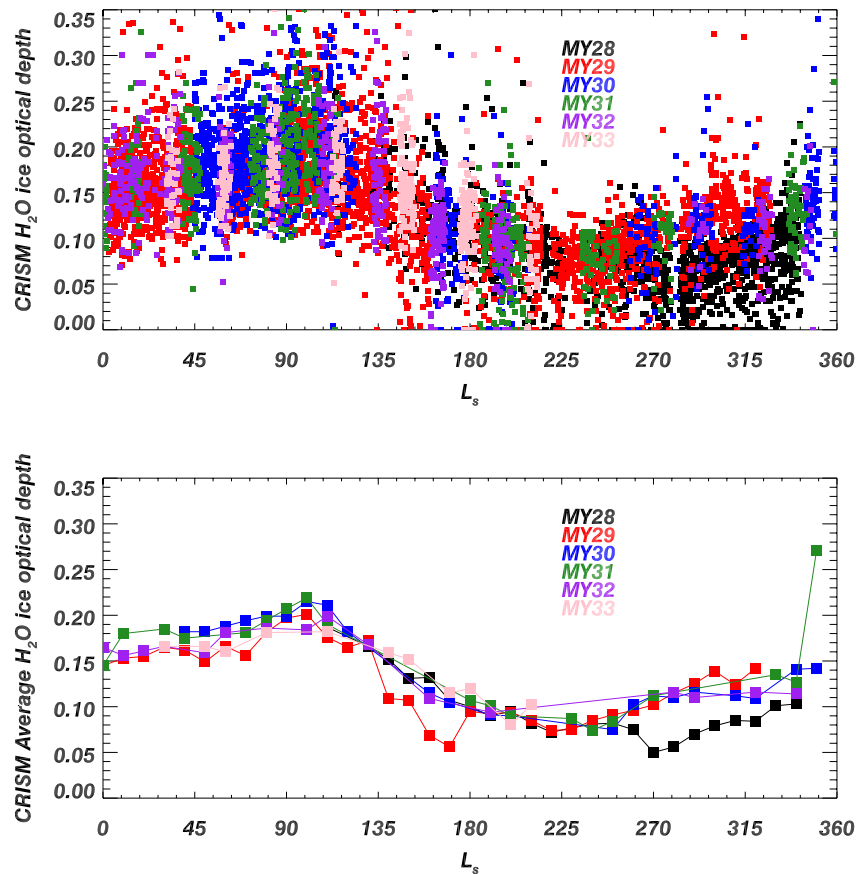 CRISM H₂O ice optical depth
0.35
0.30
0.25
0.20
0.15
0.10
0.05
0.00
MY28
MY29
MY30
MY31
MY32
MY33
0 45 90 135 180 225 270 315 360
Lₛ
CRISM Average H₂O ice optical depth
0.35
0.30
0.25
0.20
0.15
0.10
0.05
0.00
MY28
MY29
MY30
MY31
MY32
MY33
0 45 90 135 180 225 270 315 360
Lₛ